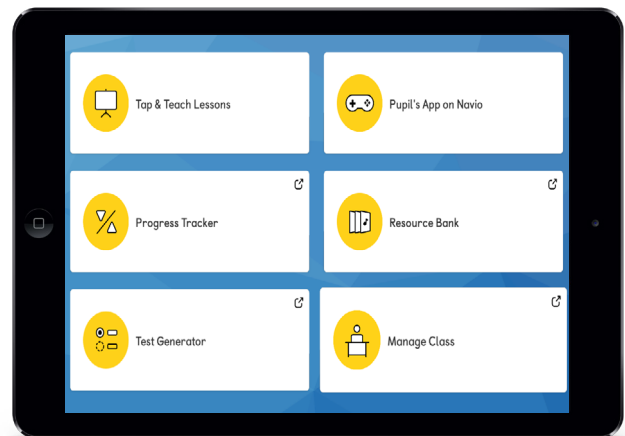 Tap & Teach Lessons
Pupil's App on Navio
Progress Tracker
Resource Bank
Test Generator
Manage Class